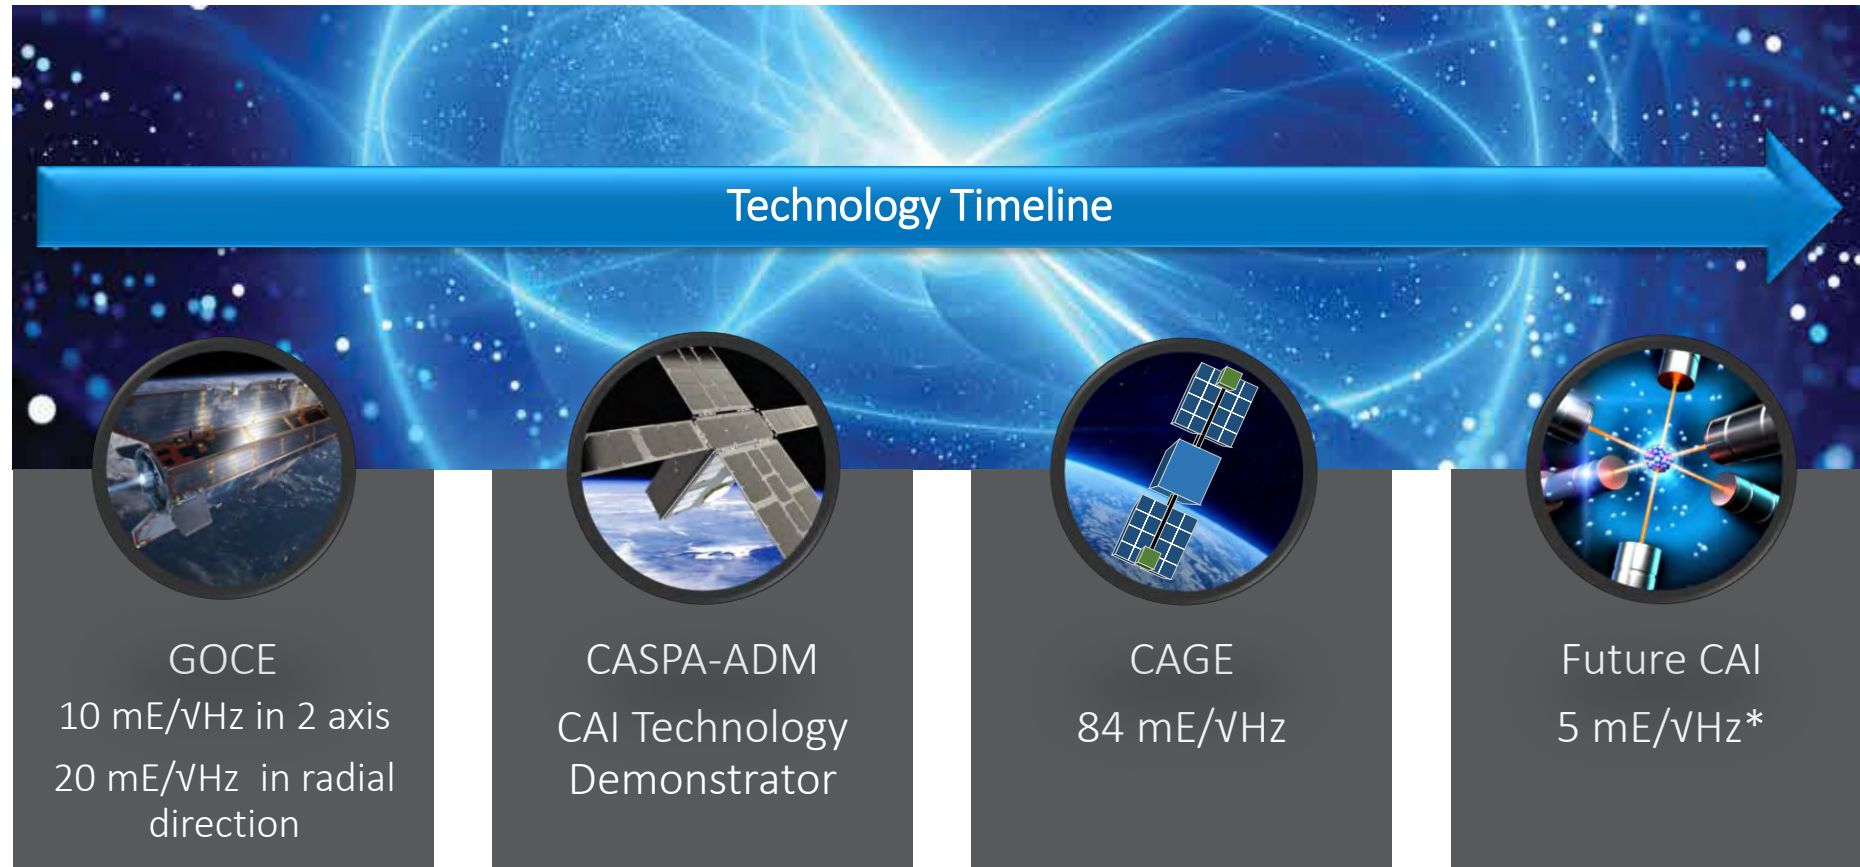 Technology Timeline
GOCE
10 mE/√Hz in 2 axis
20 mE/√Hz in radial
direction
CASPA-ADM
CAI Technology
Demonstrator
CAGE
84 mE/√Hz
Future CAI
5 mE/√Hz*